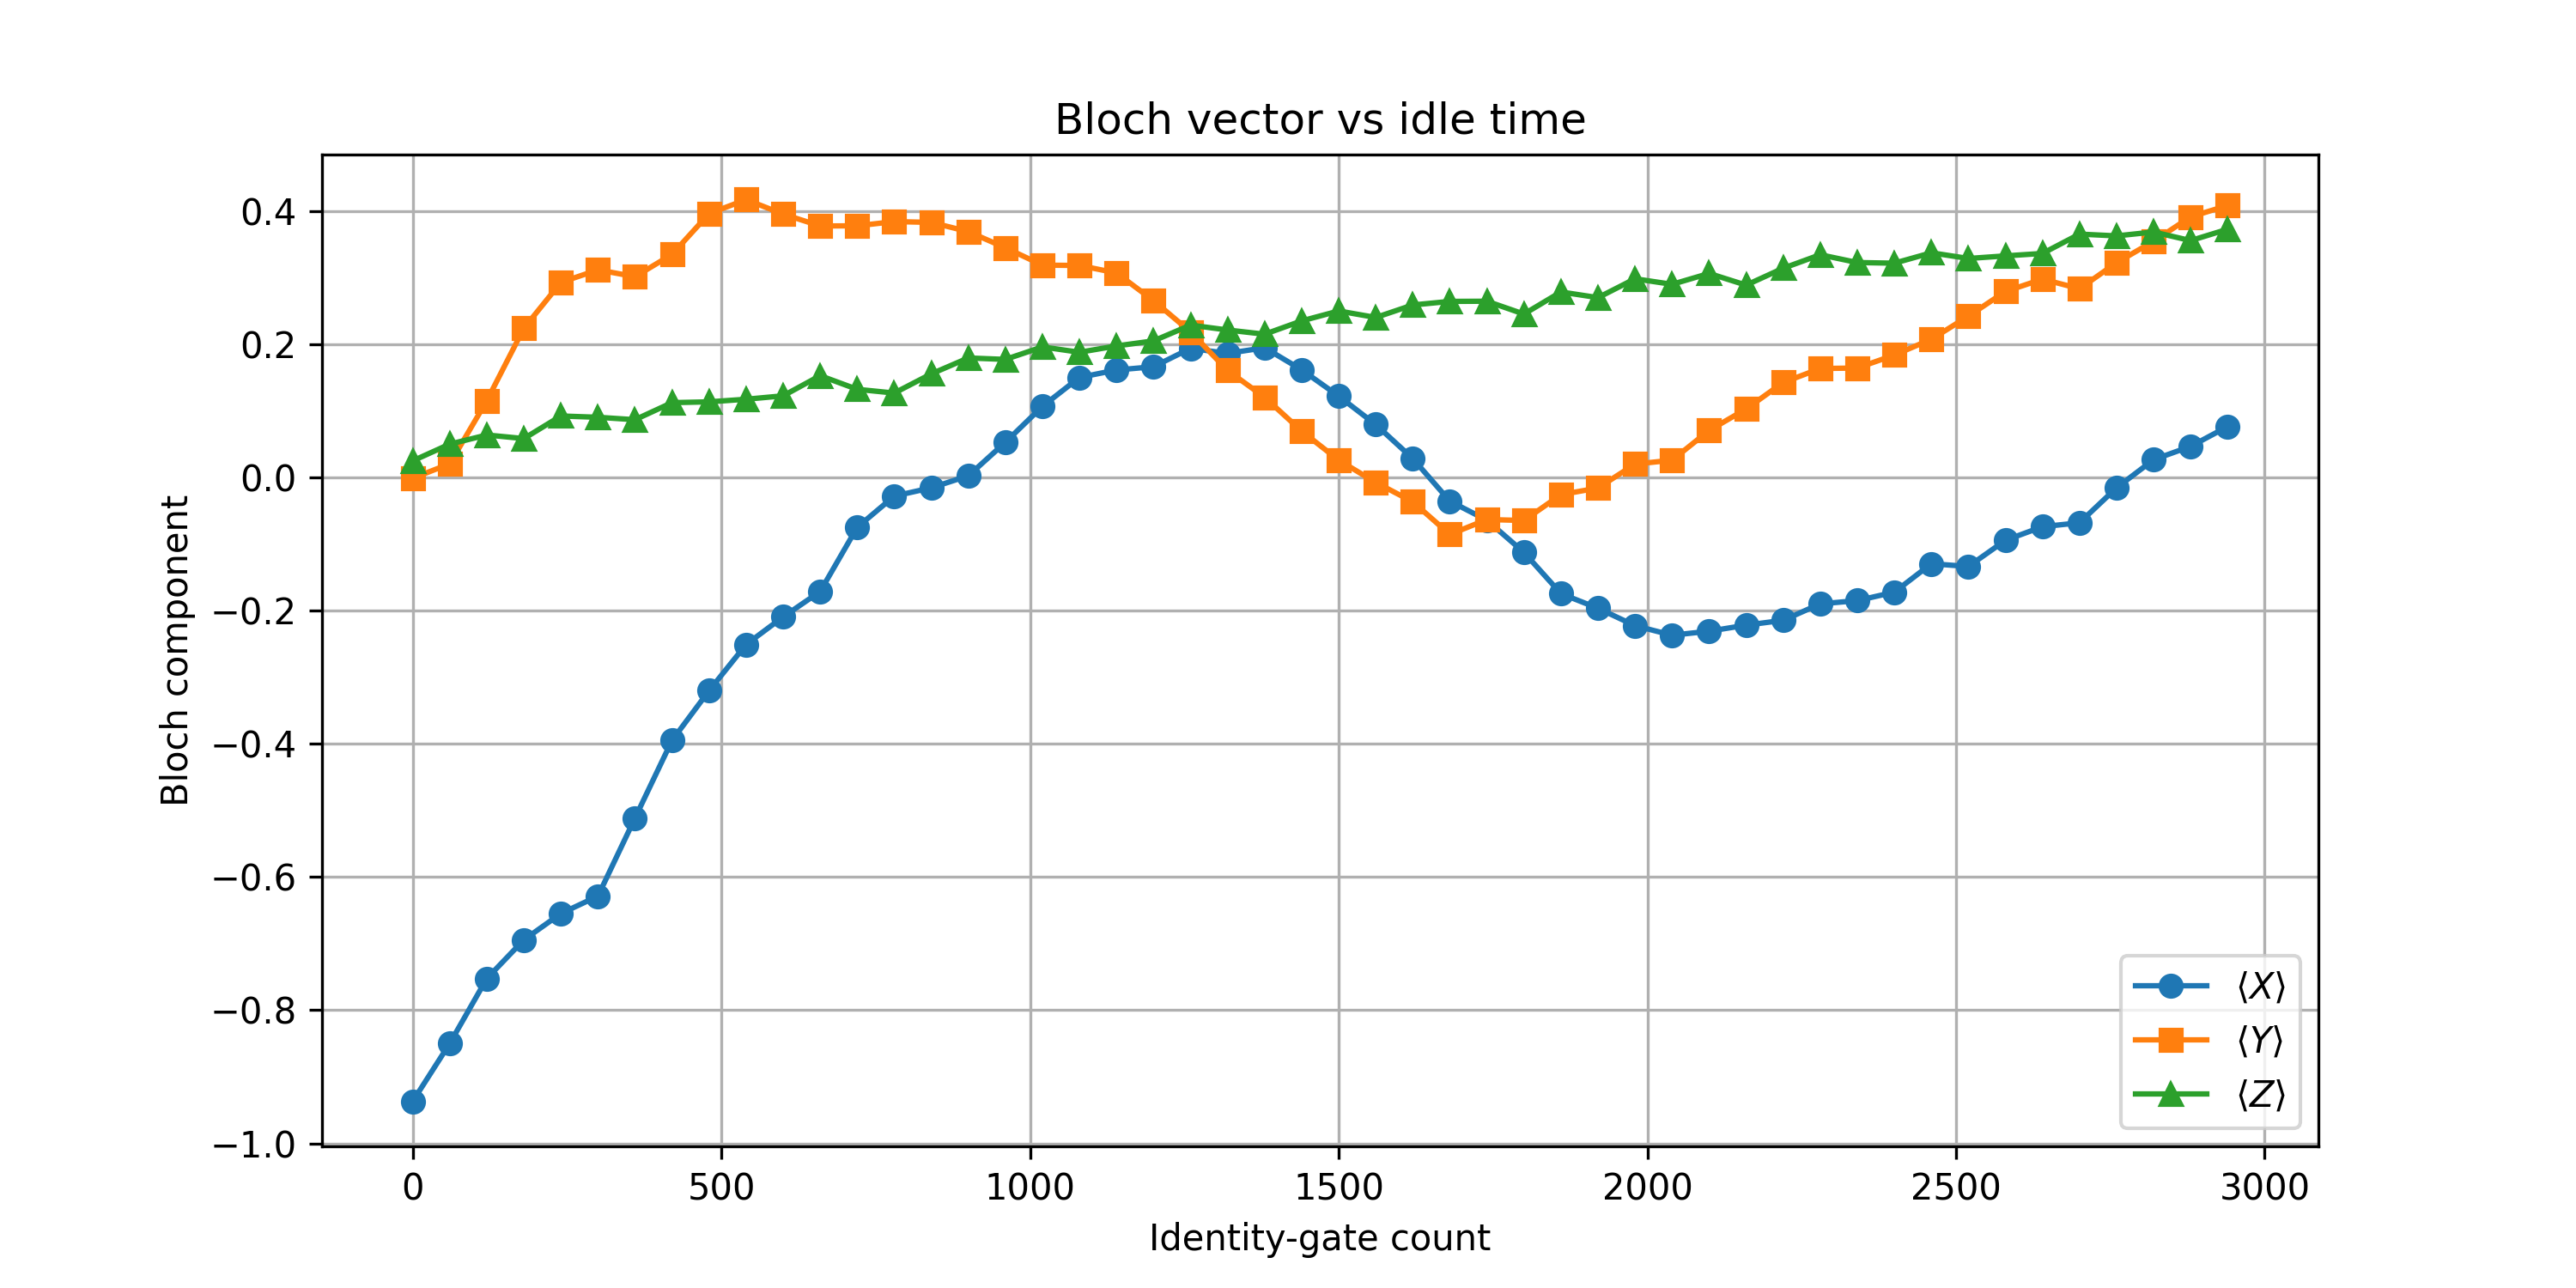 Bloch vector vs idle time
Bloch component
0.4
0.2
0.0
−0.2
−0.4
−0.6
−0.8
−1.0
0 500 1000 1500 2000 2500 3000
Identity-gate count
⟨X⟩
⟨Y⟩
⟨Z⟩